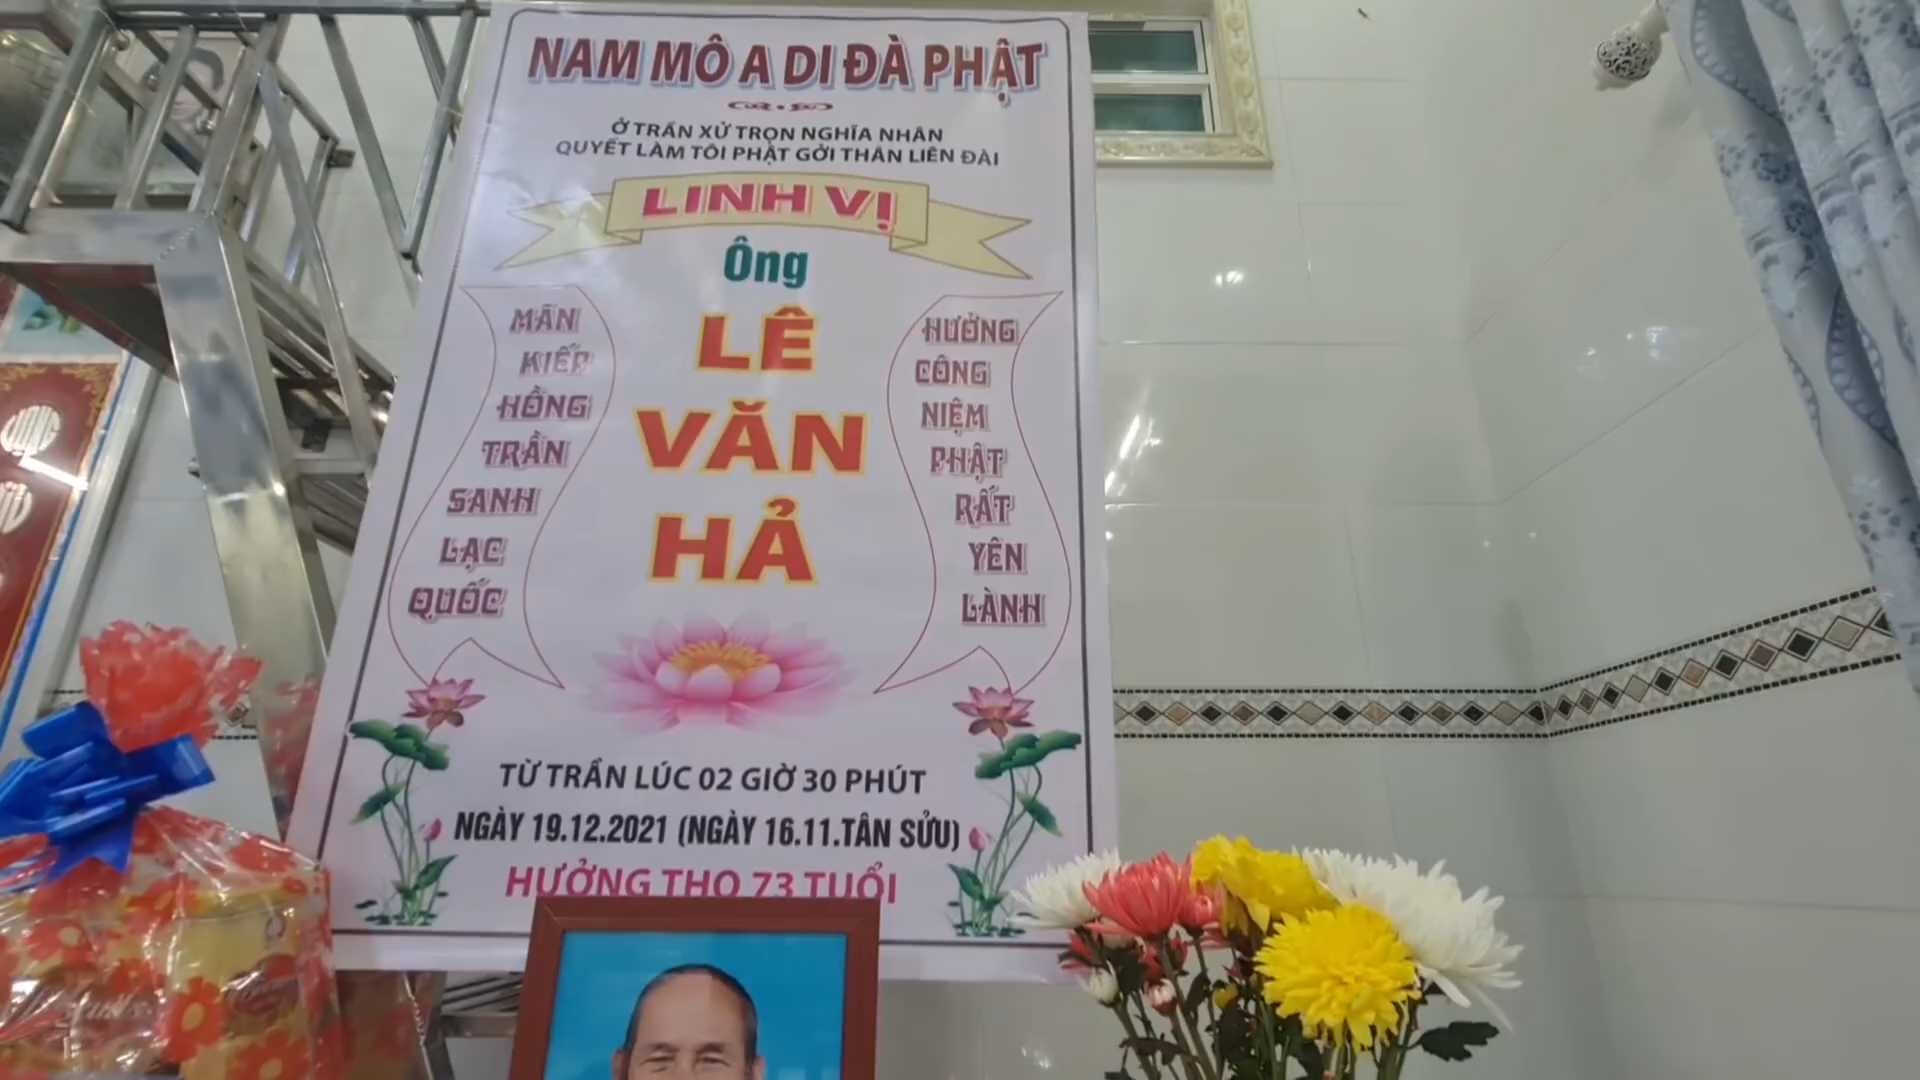 NAM MÔ A DI ĐÀ PHẬT
Ở TRẦN XỬ TRỌN NGHĨA NHÂN
QUYẾT LÀM TÔI PHẬT GỞI THÂN LIÊN ĐÀI
LINH VỊ
Ông
LÊ
VĂN
HẢ
MÃN
KIẾP
HỒNG
TRẦN
SANH
LẠC
QUỐC
HƯỞNG
CÔNG
NIỆM
PHẬT
RẤT
YÊN
LÀNH
TỪ TRẦN LÚC 02 GIỜ 30 PHÚT
NGÀY 19.12.2021 (NGÀY 16.11.TÂN SỬU)
HƯỞNG THỌ 73 TUỔI